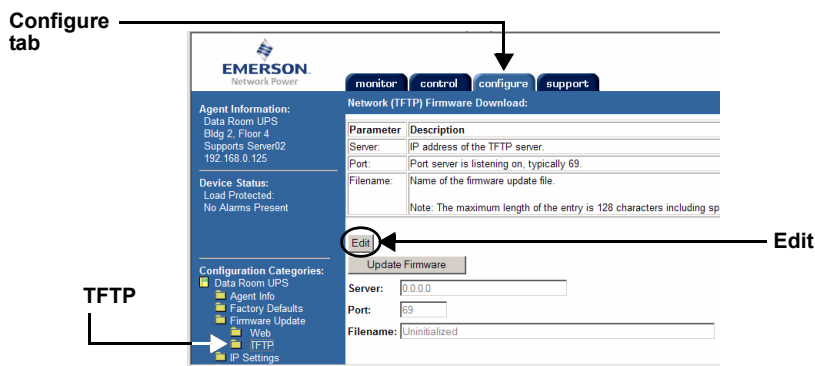 Configure
tab
EMERSON.
Network Power
monitor control configure support
Agent Information:
Data Room UPS
Bldg 2, Floor 4
Supports Server02
192.168.0.125
Device Status:
Load Protected:
No Alarms Present
Configuration Categories:
Data Room UPS
Agent Info
Factory Defaults
Firmware Update
Web
TFTP
IP Settings
TFTP
Network (TFTP) Firmware Download:
Parameter Description
Server: IP address of the TFTP server.
Port: Port server is listening on, typically 69.
Filename: Name of the firmware update file.
Note: The maximum length of the entry is 128 characters including sp
Edit
Edit
Update Firmware
Server: 0.0.0.0
Port: 69
Filename: Uninitialized